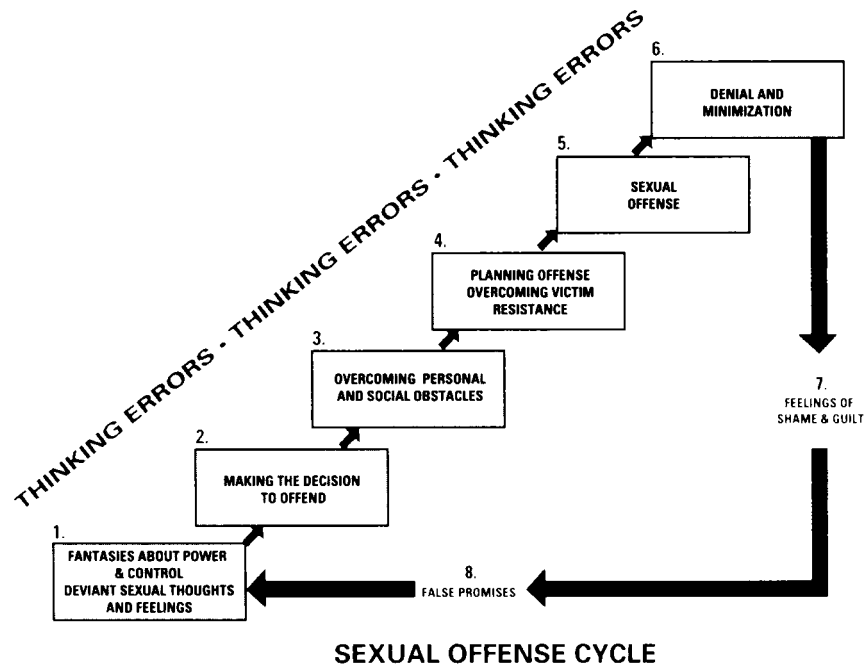 THINKING ERRORS · THINKING ERRORS · THINKING ERRORS
6.
DENIAL AND
MINIMIZATION
5.
SEXUAL
OFFENSE
4.
PLANNING OFFENSE
OVERCOMING VICTIM
RESISTANCE
3.
OVERCOMING PERSONAL
AND SOCIAL OBSTACLES
7.
FEELINGS OF
SHAME & GUILT
2.
MAKING THE DECISION
TO OFFEND
1.
FANTASIES ABOUT POWER
& CONTROL
DEVIANT SEXUAL THOUGHTS
AND FEELINGS
8.
FALSE PROMISES
SEXUAL OFFENSE CYCLE